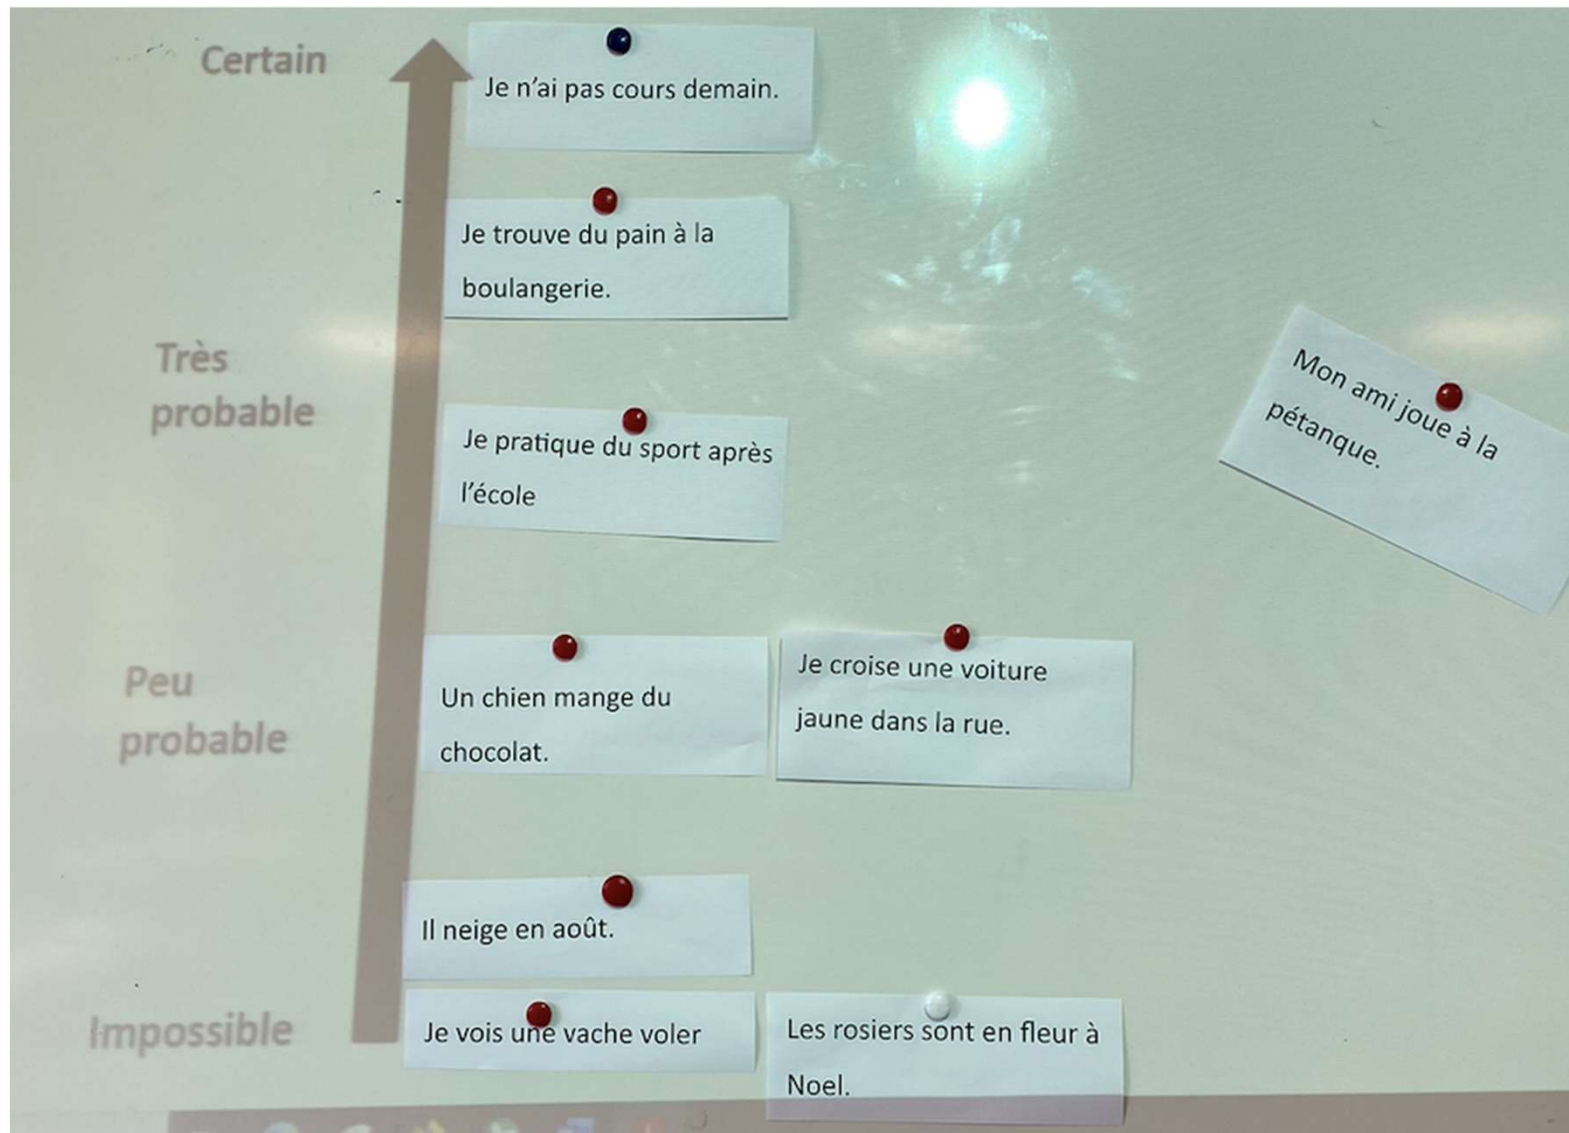 Certain
Je n'ai pas cours demain.
Je trouve du pain à la
boulangerie.
Très
probable
Je pratique du sport après
l'école
Mon ami joue à la
pétanque.
Peu
probable
Un chien mange du
chocolat.
Je croise une voiture
jaune dans la rue.
Il neige en août.
Impossible
Je vois une vache voler
Les rosiers sont en fleur à
Noel.